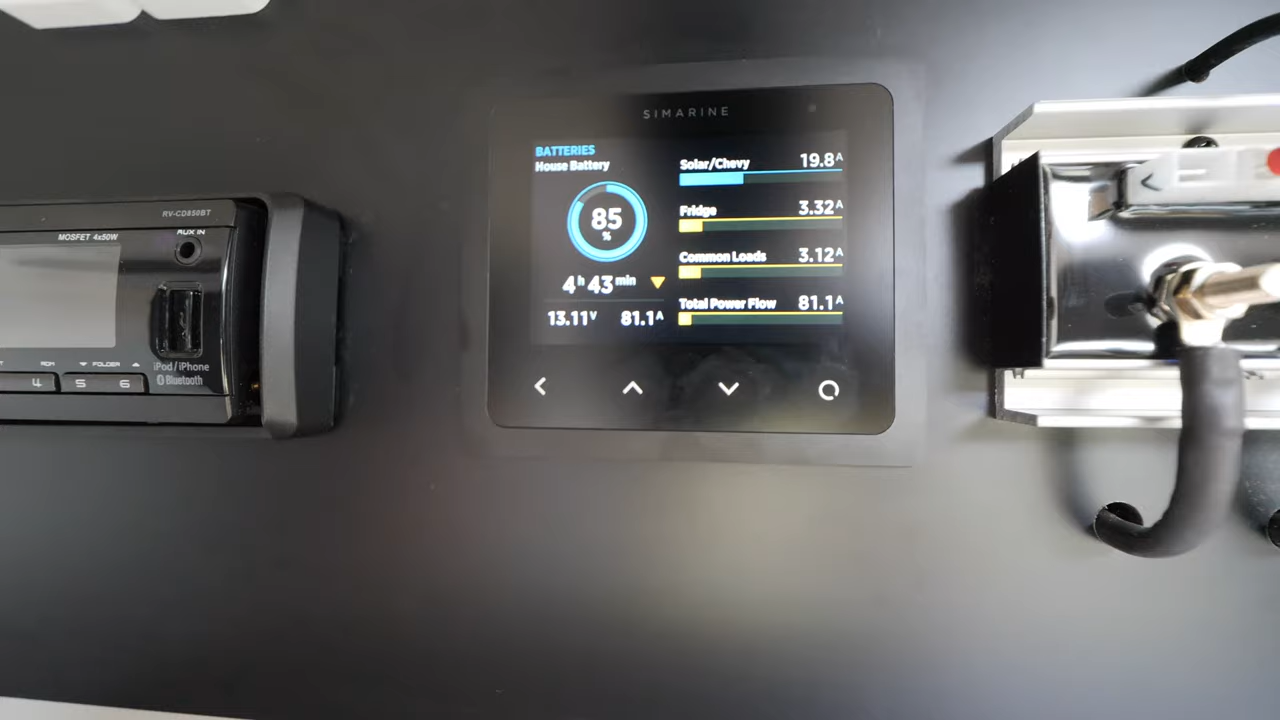 SIMARINE
BATTERIES
House Battery
85
%
4h 43min
13.11V 81.1A
Solar/Chevy 19.8A
Fridge 3.32A
Common Loads 3.12A
Total Power Flow 81.1A
RV-CD850BT
MOSFET 4x50W
AUX IN
RDM FOLDER
4 5 6
iPod/iPhone
Bluetooth